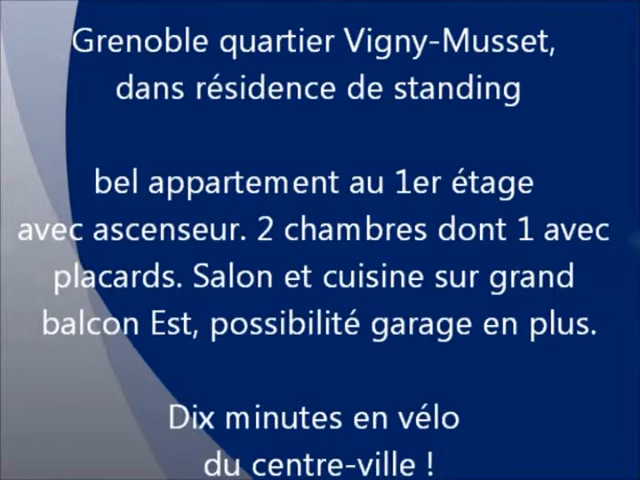 Grenoble quartier Vigny-Musset,
dans résidence de standing
bel appartement au 1er étage
avec ascenseur. 2 chambres dont 1 avec
placards. Salon et cuisine sur grand
balcon Est, possibilité garage en plus.
Dix minutes en vélo
du centre-ville !